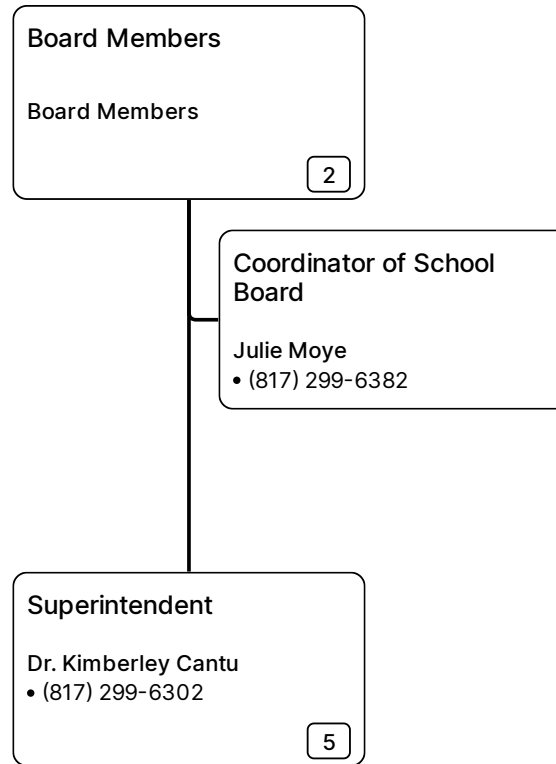 Board Members
Board Members
2
Coordinator of School
Board
Julie Moye
• (817) 299-6382
Superintendent
Dr. Kimberley Cantu
• (817) 299-6302
5